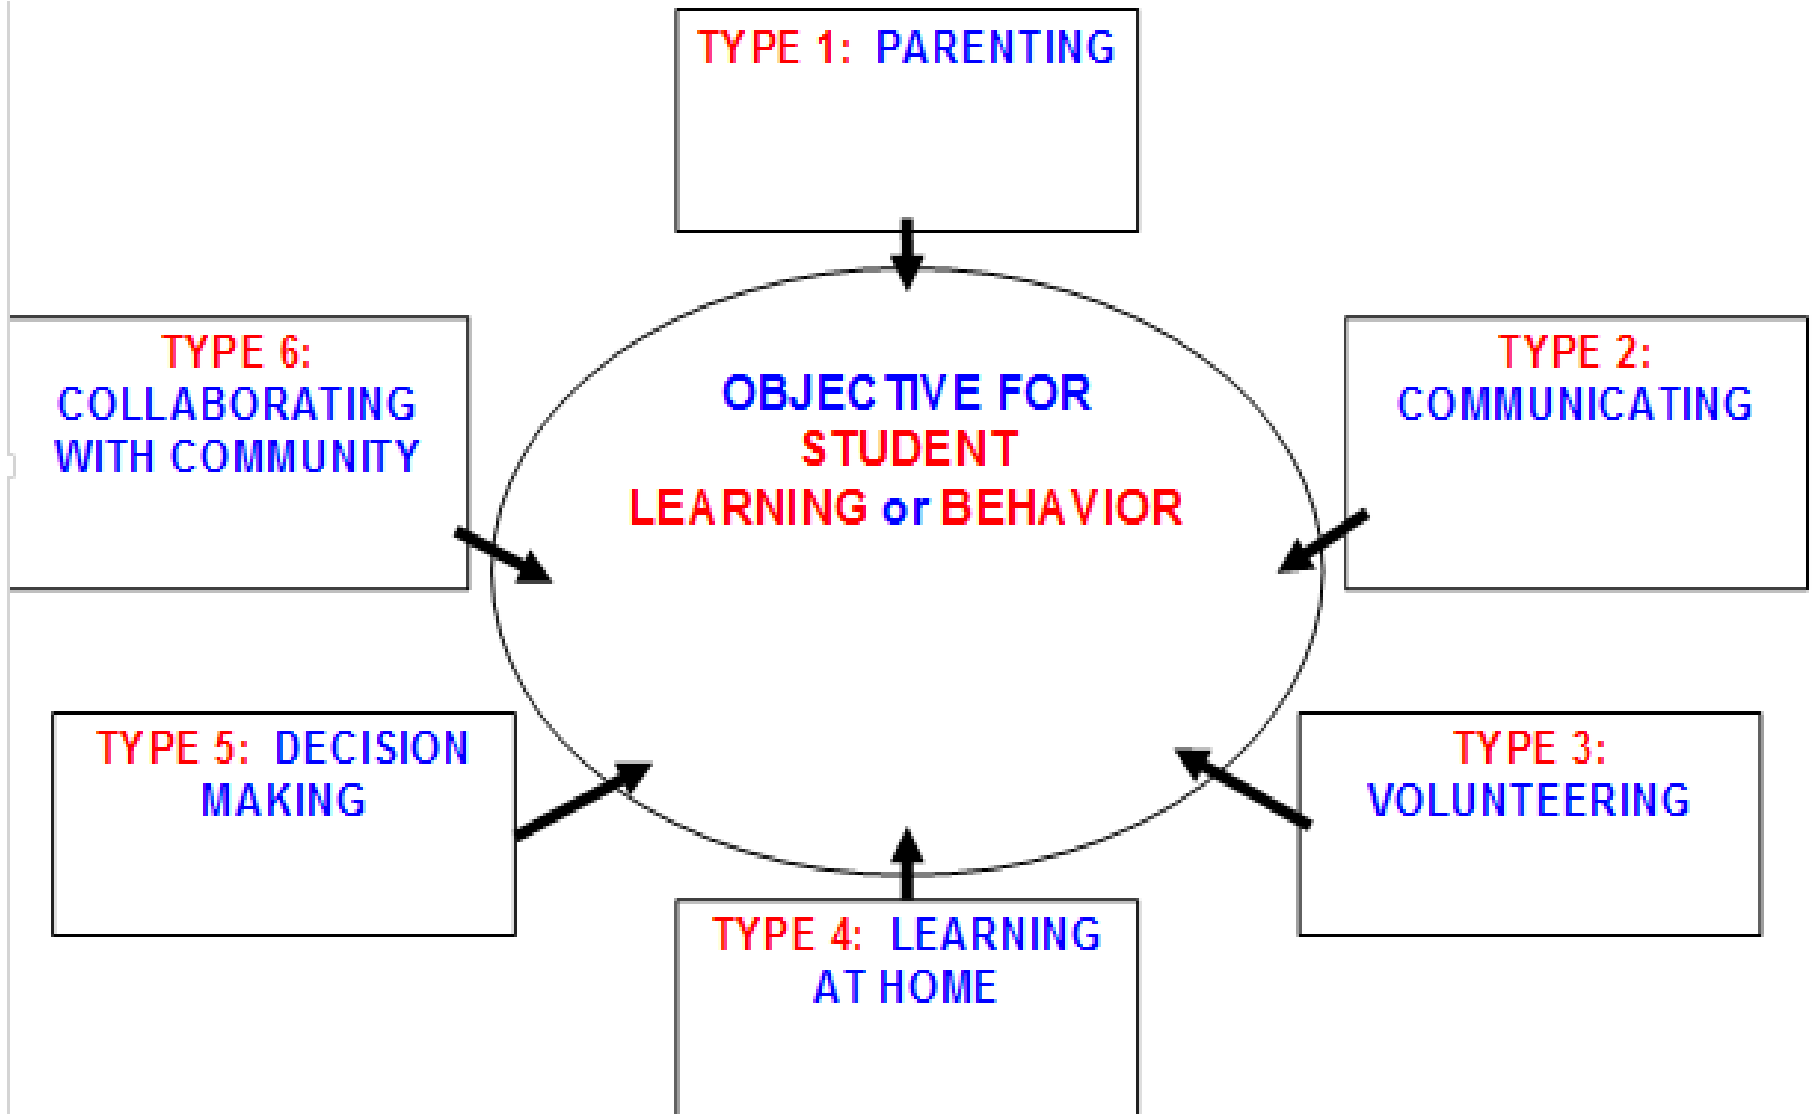 TYPE 1: PARENTING
TYPE 6:
COLLABORATING
WITH COMMUNITY
OBJECTIVE FOR
STUDENT
LEARNING or BEHAVIOR
TYPE 2:
COMMUNICATING
TYPE 5: DECISION
MAKING
TYPE 3:
VOLUNTEERING
TYPE 4: LEARNING
AT HOME